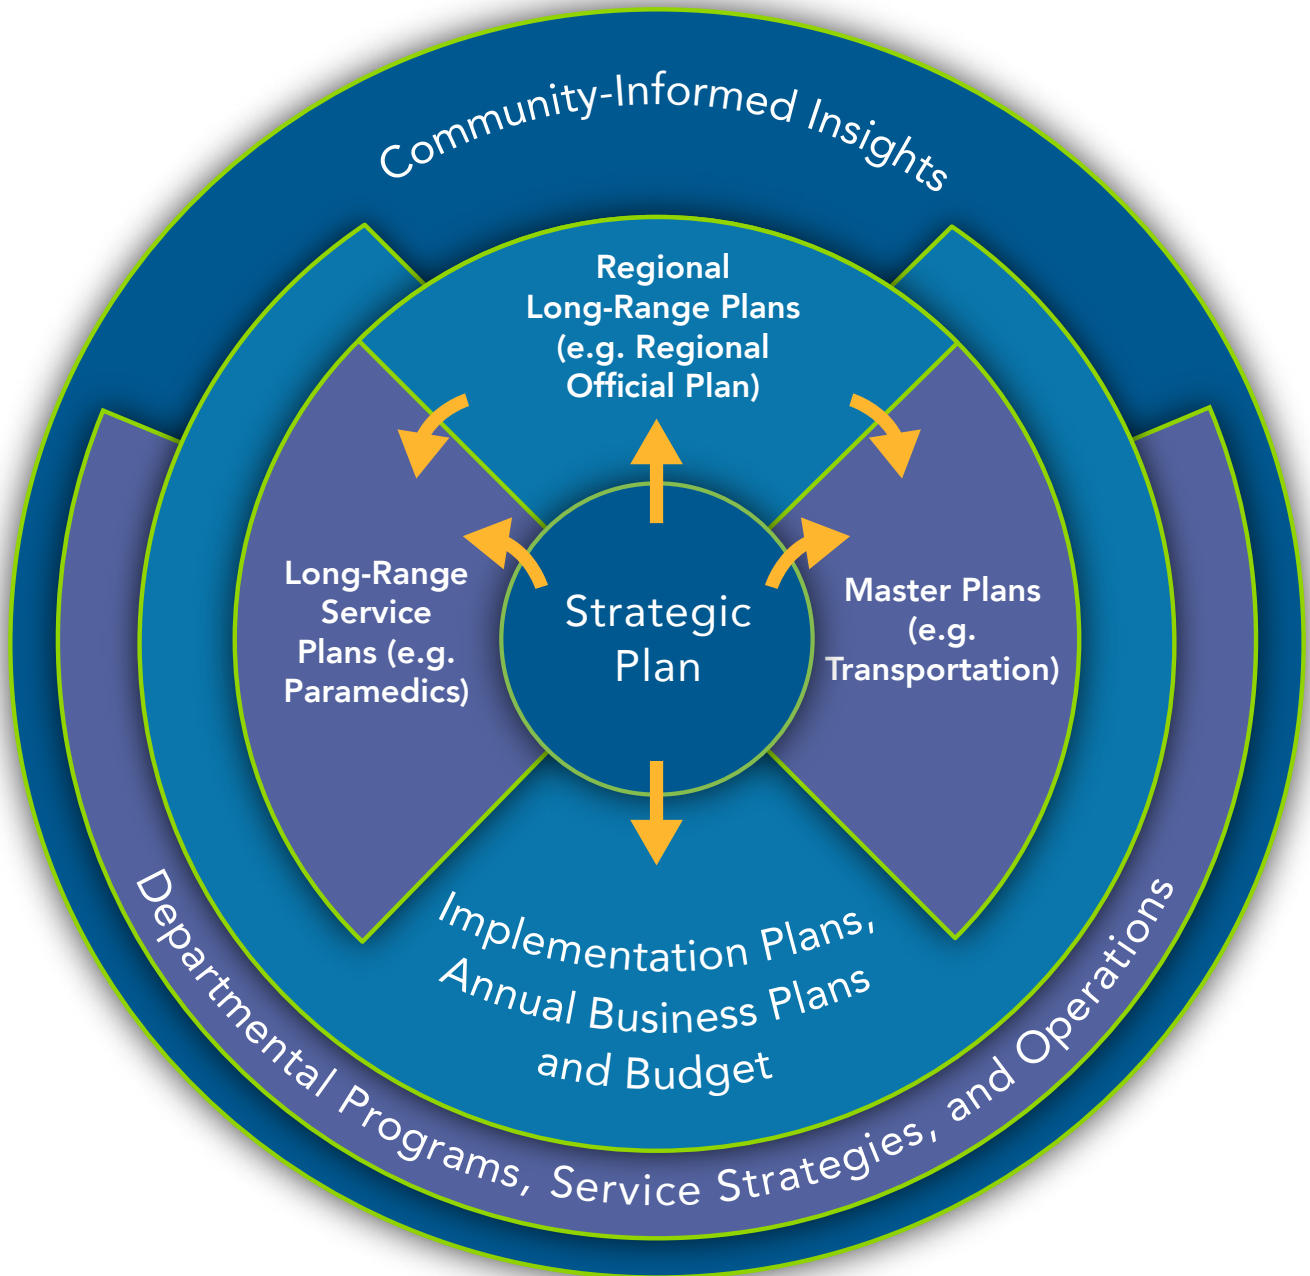 Community-Informed Insights
Regional
Long-Range Plans
(e.g. Regional
Official Plan)
Long-Range
Service
Plans (e.g.
Paramedics)
Strategic
Plan
Master Plans
(e.g.
Transportation)
Implementation Plans,
Annual Business Plans
and Budget
Departmental Programs, Service Strategies, and Operations